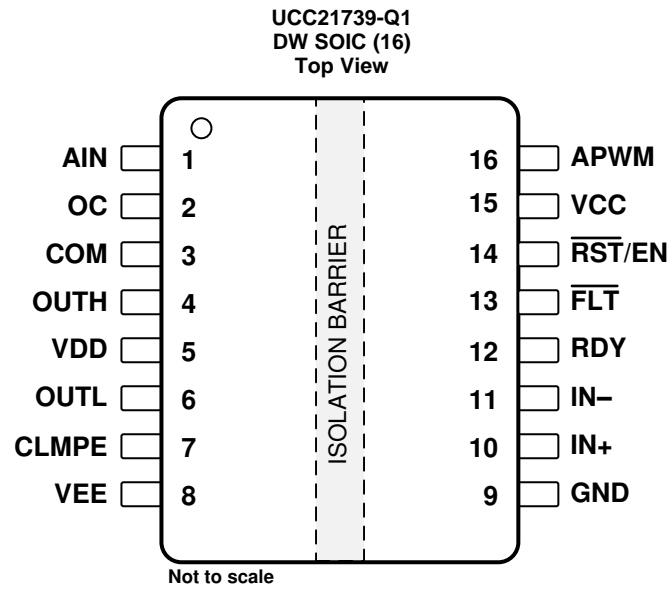 UCC21739-Q1
DW SOIC (16)
Top View
AIN 1 16 APWM
OC 2 15 VCC
COM 3 14 RST/EN
OUTH 4 13 FLT
VDD 5 12 RDY
OUTL 6 11 IN–
CLMPE 7 10 IN+
VEE 8 9 GND
ISOLATION BARRIER
Not to scale